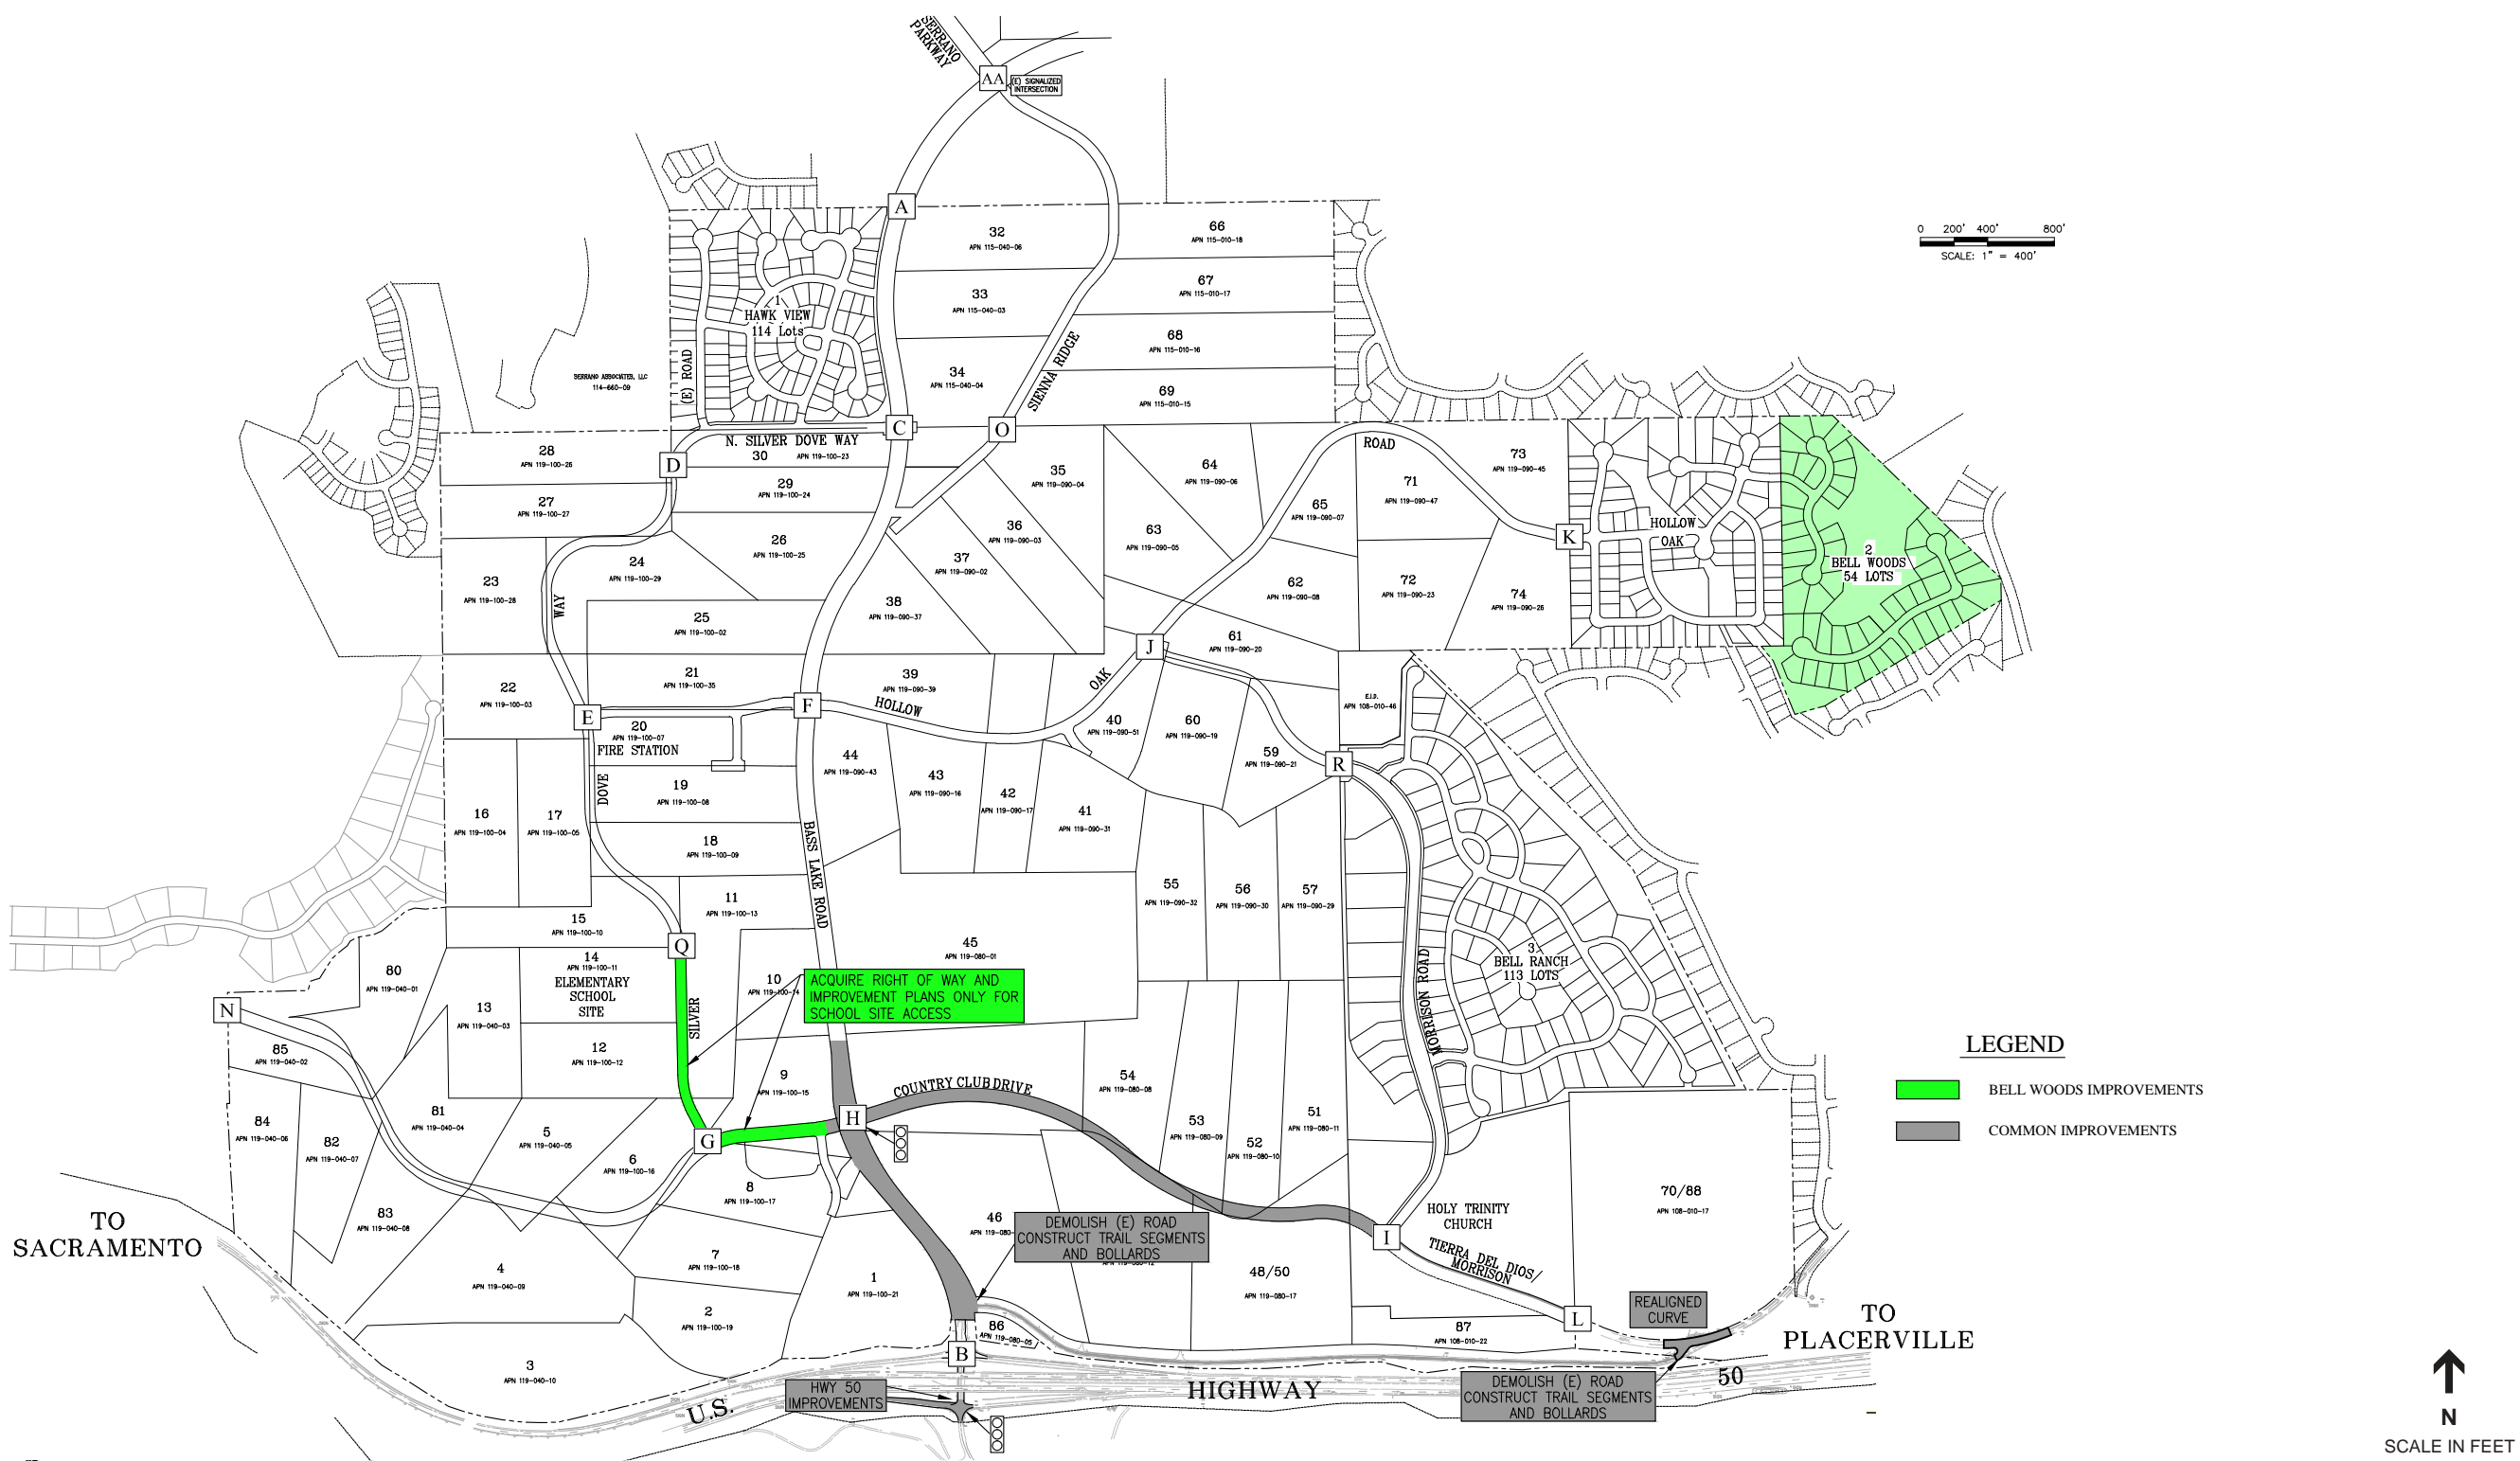 SERRANO
PARKWAY
AA
(E) SIGNALIZED
INTERSECTION
A
32
APN 115-040-06
66
APN 115-010-18
0 200' 400' 800'
SCALE: 1" = 400'
33
APN 115-040-03
67
APN 115-010-17
1
HAWK VIEW
114 Lots
68
APN 115-010-16
SIENNA RIDGE
34
APN 115-040-04
69
APN 115-010-15
SERRANO ASSOCIATES, LLC
114-660-09
(E) ROAD
C
O
N. SILVER DOVE WAY
D
30 APN 119-100-23
28
APN 119-100-26
29
APN 119-100-24
27
APN 119-100-27
26
APN 119-100-25
35
APN 119-090-04
64
APN 119-090-06
ROAD
73
APN 119-090-45
71
APN 119-090-47
65
APN 119-090-07
36
APN 119-090-03
63
APN 119-090-05
K
HOLLOW
OAK
2
BELL WOODS
54 LOTS
37
APN 119-090-02
24
APN 119-100-29
23
APN 119-100-28
WAY
38
APN 119-090-37
62
APN 119-090-08
72
APN 119-090-23
74
APN 119-090-26
25
APN 119-100-02
J
61
APN 119-090-20
21
APN 119-100-35
39
APN 119-090-39
OAK
HOLLOW
22
APN 119-100-03
E
F
E.I.D.
APN 108-010-46
20
APN 119-100-07
FIRE STATION
40
APN 119-090-51
60
APN 119-090-19
59
APN 119-090-21
R
44
APN 119-090-43
43
APN 119-090-16
42
APN 119-090-17
41
APN 119-090-31
DOVE
19
APN 119-100-08
16
APN 119-100-04
17
APN 119-100-05
18
APN 119-100-09
BASS LAKE ROAD
55
APN 119-090-32
56
APN 119-090-30
57
APN 119-090-29
11
APN 119-100-13
15
APN 119-100-10
Q
45
APN 119-080-01
3
BELL RANCH
113 LOTS
MORRISON ROAD
14
APN 119-100-11
ELEMENTARY
SCHOOL
SITE
80
APN 119-040-01
10
APN 119-100-14
ACQUIRE RIGHT OF WAY AND
IMPROVEMENT PLANS ONLY FOR
SCHOOL SITE ACCESS
N
13
APN 119-040-03
SILVER
12
APN 119-100-12
85
APN 119-040-02
9
APN 119-100-15
COUNTRY CLUB DRIVE
54
APN 119-080-08
LEGEND
BELL WOODS IMPROVEMENTS
COMMON IMPROVEMENTS
84
APN 119-040-06
82
APN 119-040-07
81
APN 119-040-04
5
APN 119-040-05
6
APN 119-100-16
G
H
53
APN 119-080-09
52
APN 119-080-10
51
APN 119-080-11
8
APN 119-100-17
83
APN 119-040-08
TO
SACRAMENTO
46
APN 119-080-
DEMOLISH (E) ROAD
CONSTRUCT TRAIL SEGMENTS
AND BOLLARDS
I
HOLY TRINITY
CHURCH
70/88
APN 108-010-17
TIERRA DEL DIOS/
MORRISON
7
APN 119-100-18
4
APN 119-040-09
1
APN 119-100-21
48/50
APN 119-080-17
2
APN 119-100-19
86
APN 119-080-05
87
APN 108-010-22
L
REALIGNED
CURVE
TO
PLACERVILLE
B
3
APN 119-040-10
HWY 50
IMPROVEMENTS
U.S.
HIGHWAY
50
DEMOLISH (E) ROAD
CONSTRUCT TRAIL SEGMENTS
AND BOLLARDS
N
SCALE IN FEET